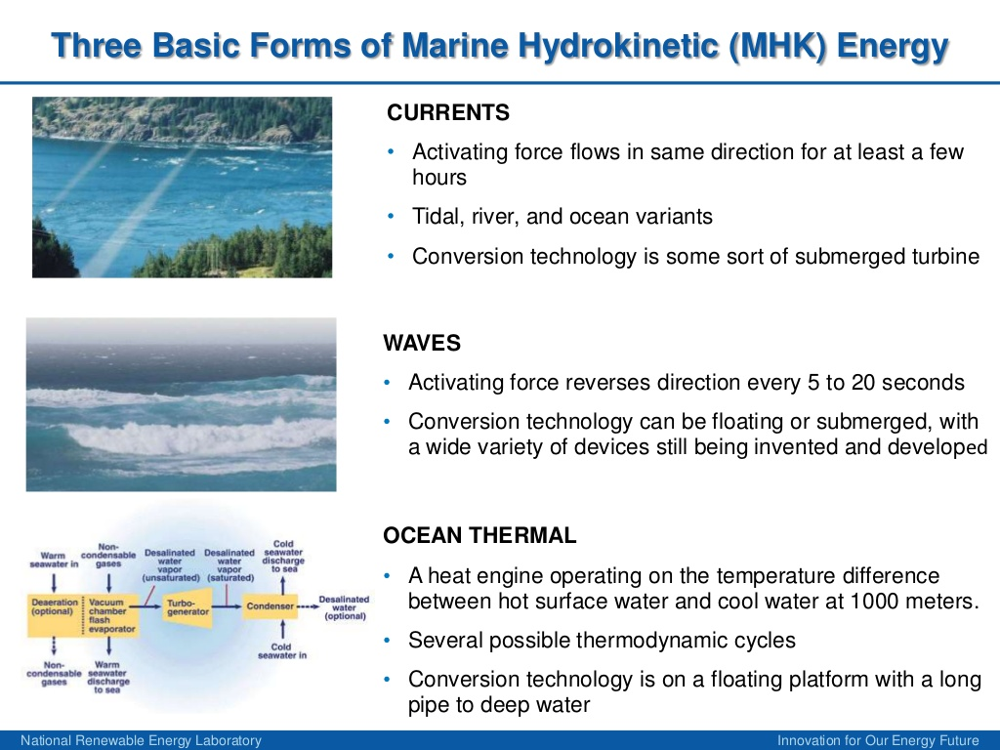 Three Basic Forms of Marine Hydrokinetic (MHK) Energy
CURRENTS
• Activating force flows in same direction for at least a few
hours
• Tidal, river, and ocean variants
• Conversion technology is some sort of submerged turbine
WAVES
• Activating force reverses direction every 5 to 20 seconds
• Conversion technology can be floating or submerged, with
a wide variety of devices still being invented and developed
Warm
seawater in
Non-
condensable
gases
Desalinated
water
vapor
(unsaturated)
Desalinated
water
vapor
(saturated)
Cold
seawater
discharge
to sea
Deaeration
(optional)
Vacuum
chamber
flash
evaporator
Turbo-
generator
Condenser
Desalinated
water
(optional)
Non-
condensable
gases
Warm
seawater
discharge
to sea
Cold
seawater in
OCEAN THERMAL
• A heat engine operating on the temperature difference
between hot surface water and cool water at 1000 meters.
• Several possible thermodynamic cycles
• Conversion technology is on a floating platform with a long
pipe to deep water
National Renewable Energy Laboratory
Innovation for Our Energy Future